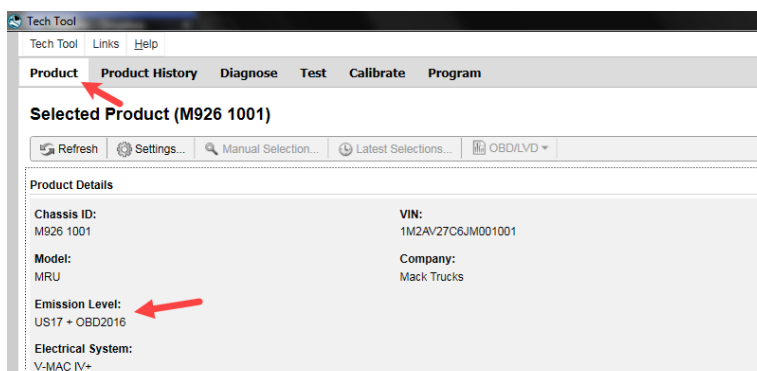 Tech Tool
Tech Tool Links Help
Product Product History Diagnose Test Calibrate Program
Selected Product (M926 1001)
Refresh Settings... Manual Selection... Latest Selections... OBD/LVD
Product Details
Chassis ID: VIN:
M926 1001 1M2AV27C6JM001001
Model: Company:
MRU Mack Trucks
Emission Level:
US17 + OBD2016
Electrical System:
V-MAC IV+